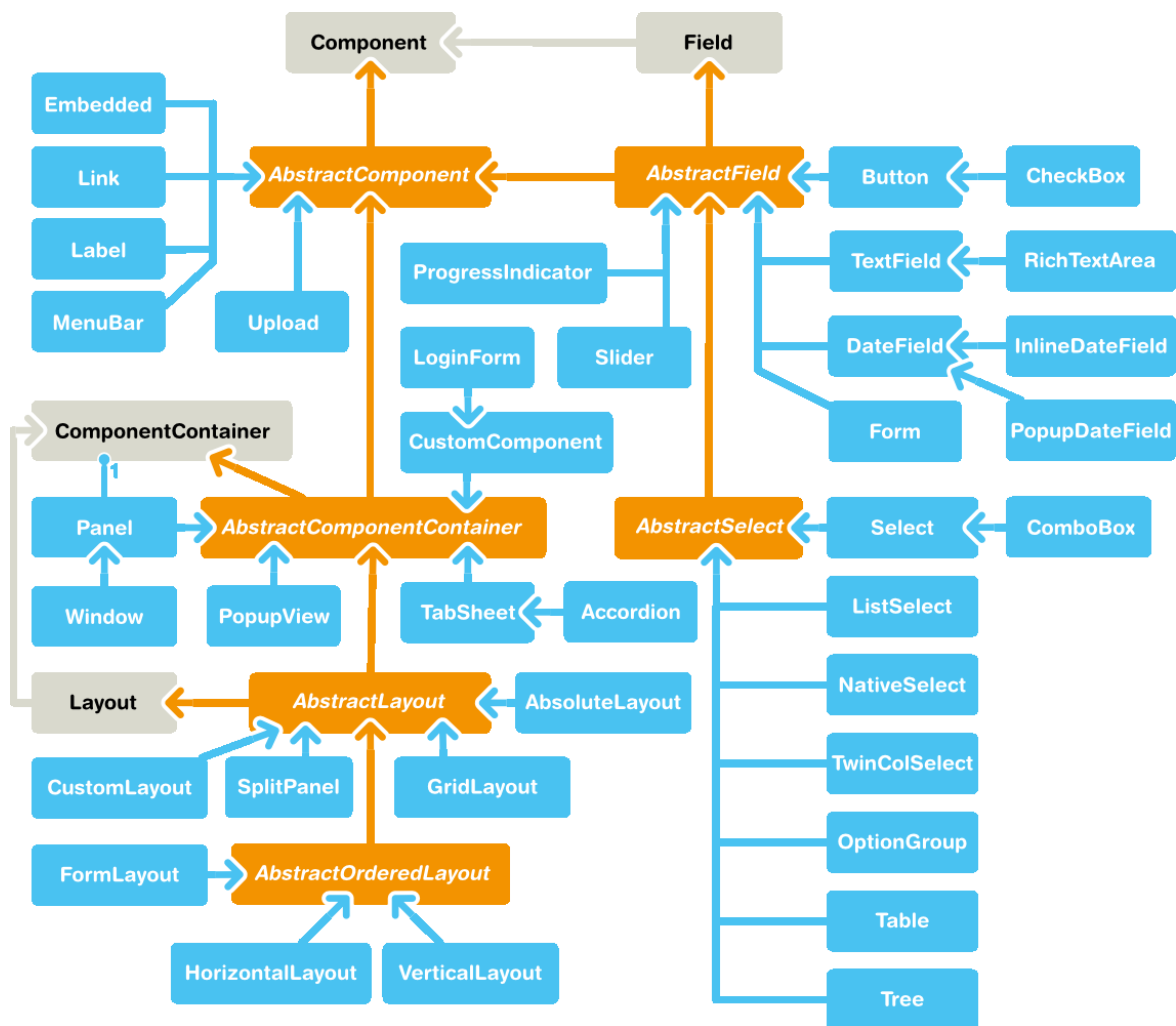 Component
Field
Embedded
AbstractComponent
AbstractField
Button
CheckBox
Link
Label
TextField
RichTextArea
ProgressIndicator
MenuBar
Upload
LoginForm
Slider
DateField
InlineDateField
ComponentContainer
CustomComponent
Form
PopupDateField
1
Panel
AbstractComponentContainer
AbstractSelect
Select
ComboBox
Window
PopupView
TabSheet
Accordion
ListSelect
Layout
AbstractLayout
AbsoluteLayout
NativeSelect
CustomLayout
SplitPanel
GridLayout
TwinColSelect
OptionGroup
FormLayout
AbstractOrderedLayout
Table
HorizontalLayout
VerticalLayout
Tree